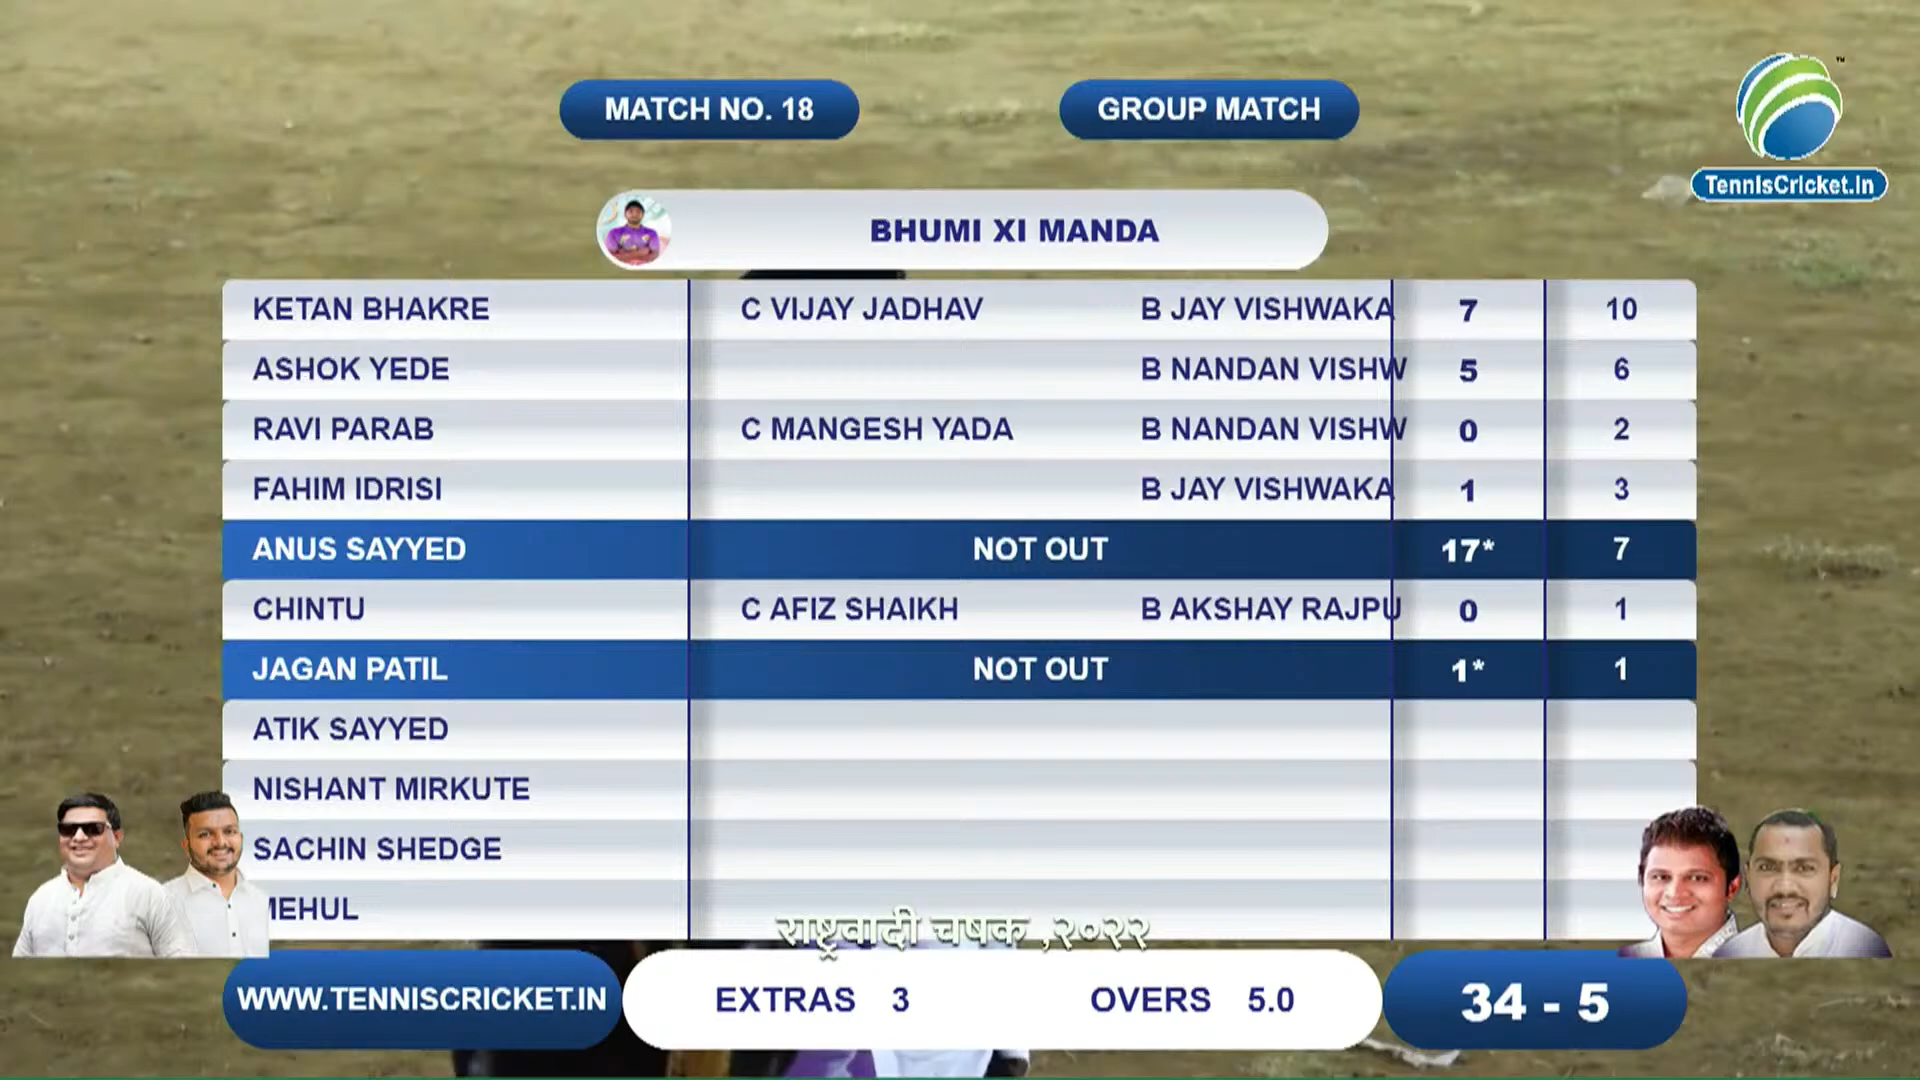 MATCH NO. 18
GROUP MATCH
TennisCricket.in
BHUMI XI MANDA
KETAN BHAKRE C VIJAY JADHAV B JAY VISHWAKA 7 10
ASHOK YEDE B NANDAN VISHW 5 6
RAVI PARAB C MANGESH YADA B NANDAN VISHW 0 2
FAHIM IDRISI B JAY VISHWAKA 1 3
ANUS SAYYED NOT OUT 17* 7
CHINTU C AFIZ SHAIKH B AKSHAY RAJPU 0 1
JAGAN PATIL NOT OUT 1* 1
ATIK SAYYED
NISHANT MIRKUTE
SACHIN SHEDGE
MEHUL
राष्ट्रवादी चषक ,२०२२
WWW.TENNISCRICKET.IN EXTRAS 3 OVERS 5.0 34 - 5